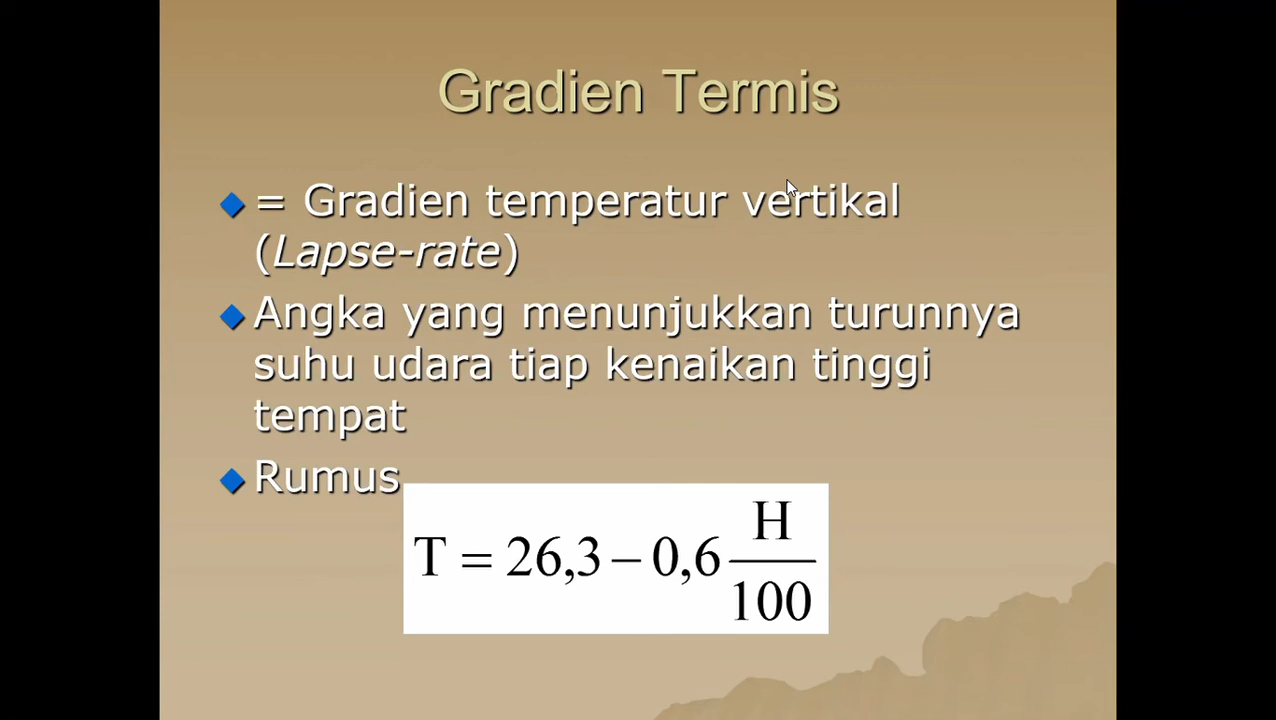 Gradien Termis
= Gradien temperatur vertikal
(Lapse-rate)
Angka yang menunjukkan turunnya
suhu udara tiap kenaikan tinggi
tempat
Rumus
T = 26,3 − 0,6 H/100